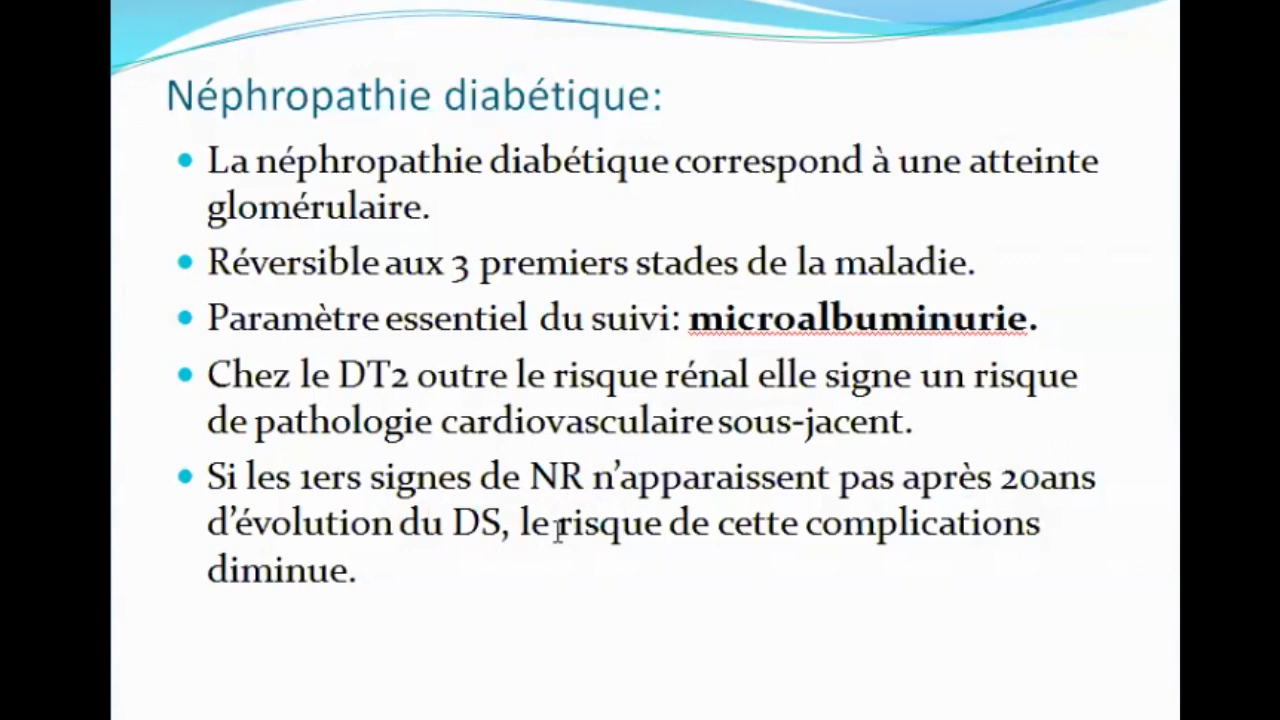 Néphropathie diabétique:
La néphropathie diabétique correspond à une atteinte
glomérulaire.
Réversible aux 3 premiers stades de la maladie.
Paramètre essentiel du suivi: microalbuminurie.
Chez le DT2 outre le risque rénal elle signe un risque
de pathologie cardiovasculaire sous-jacent.
Si les 1ers signes de NR n'apparaissent pas après 20ans
d'évolution du DS, le risque de cette complications
diminue.